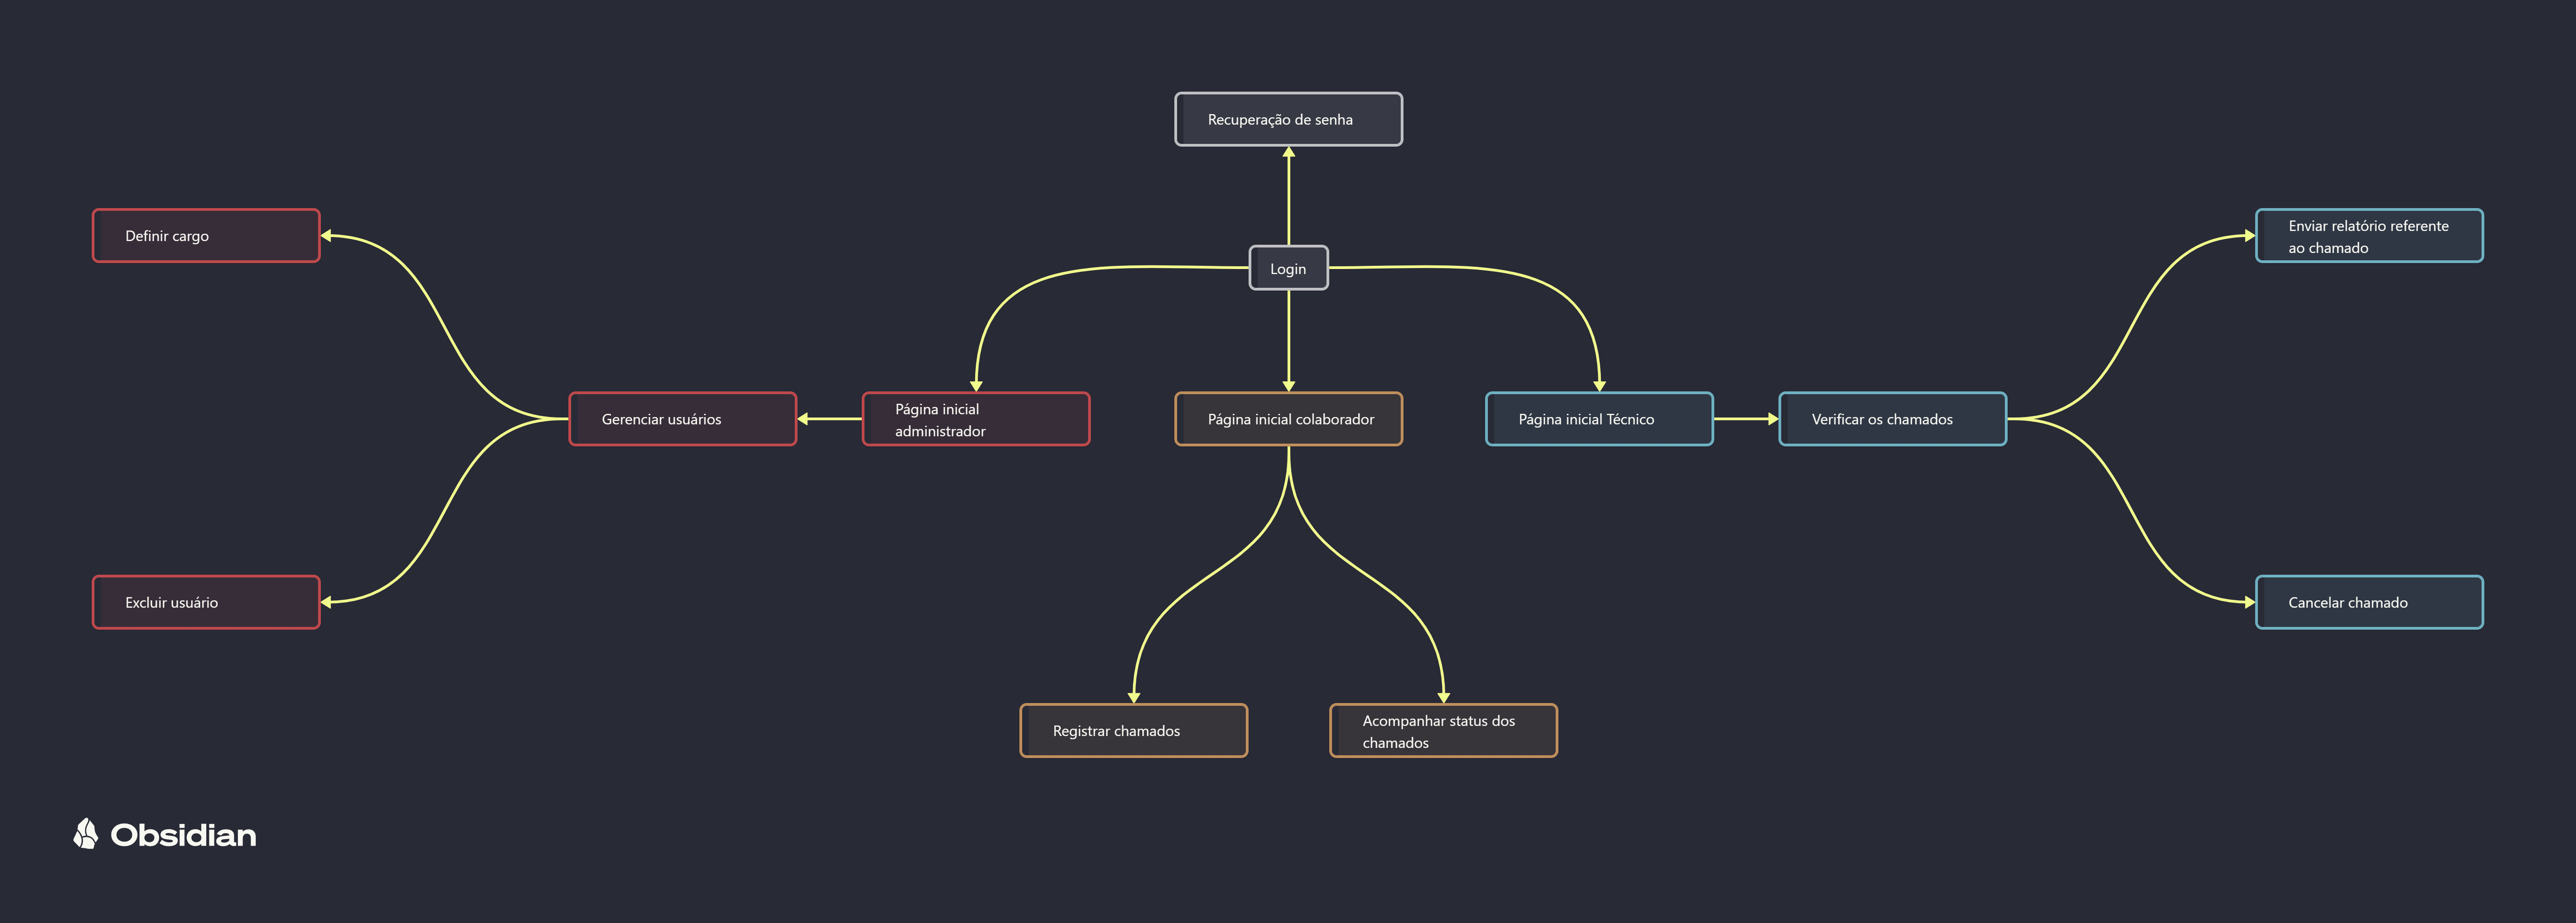 Recuperação de senha
Definir cargo
Enviar relatório referente
ao chamado
Login
Gerenciar usuários
Página inicial
administrador
Página inicial colaborador
Página inicial Técnico
Verificar os chamados
Excluir usuário
Cancelar chamado
Registrar chamados
Acompanhar status dos
chamados
Obsidian